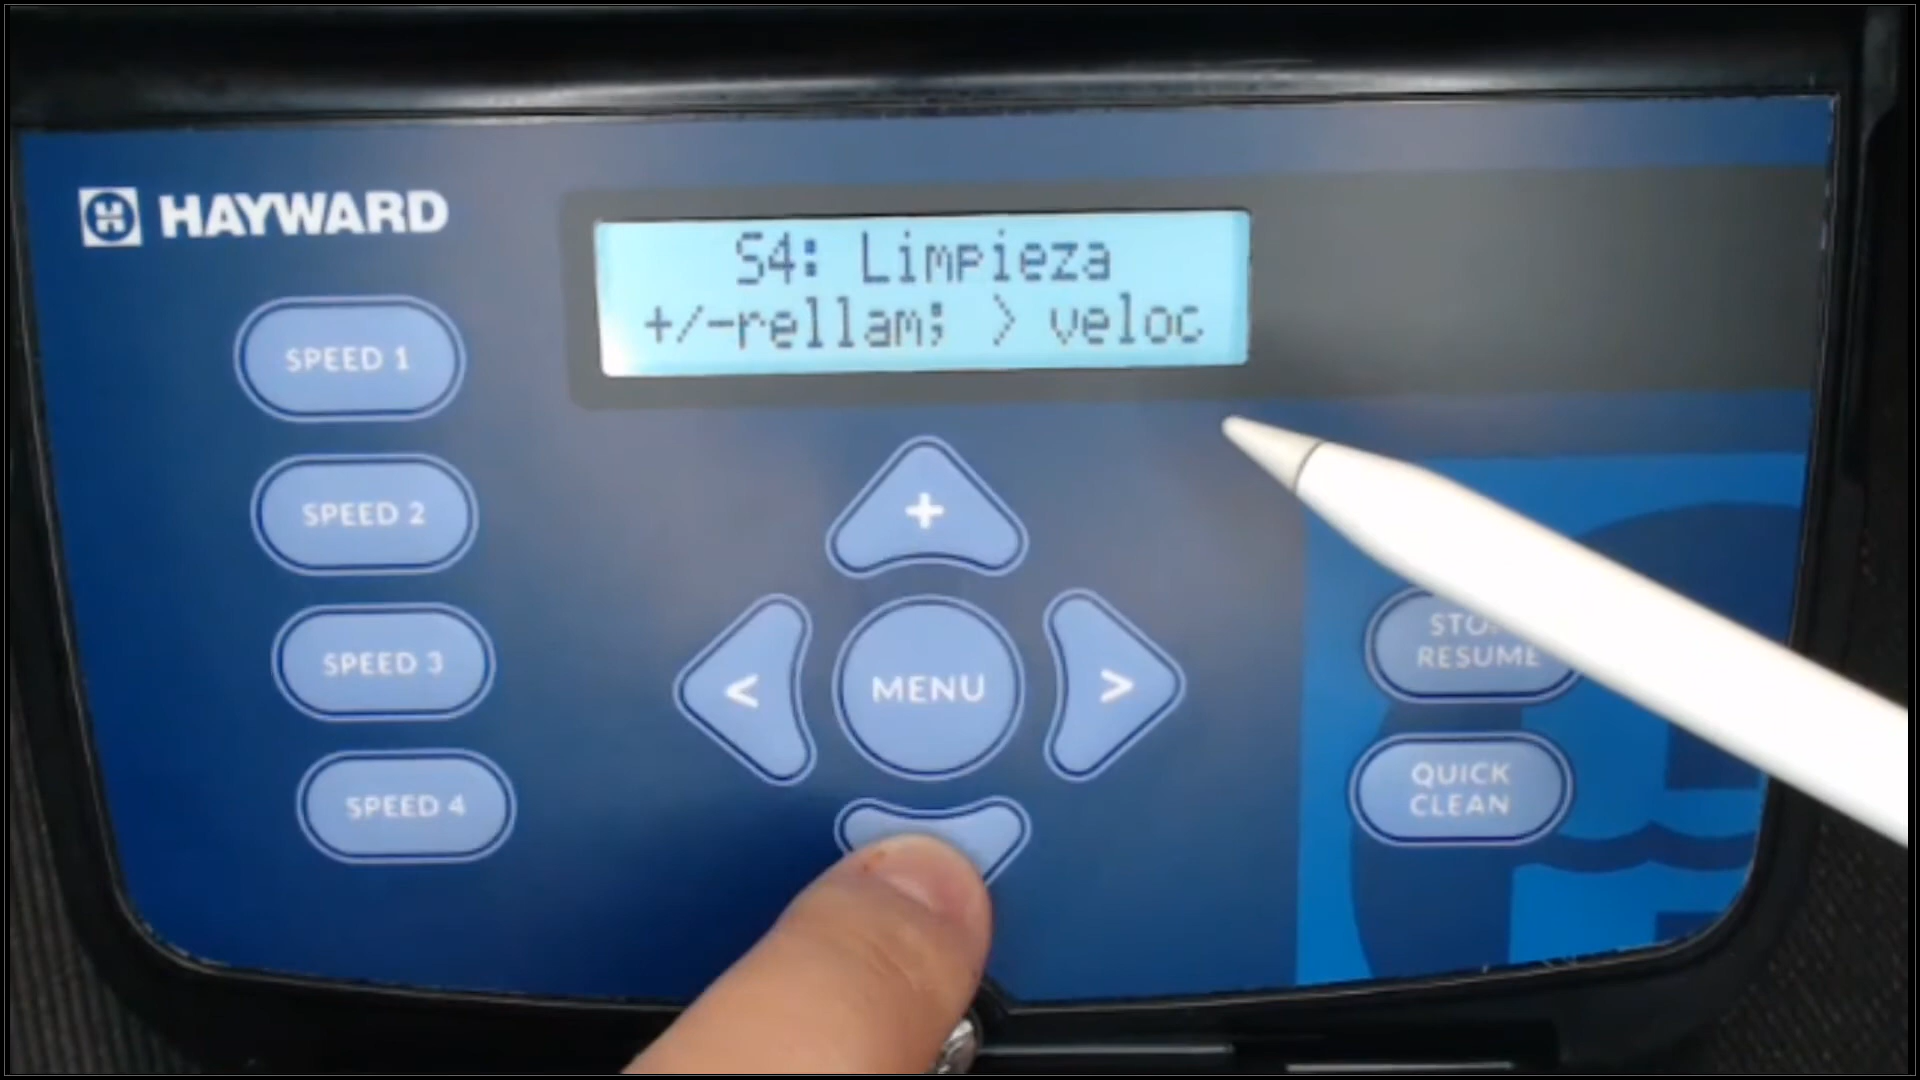 HAYWARD
S4: Limpieza
+/-rellam; > veloc
SPEED 1
SPEED 2
SPEED 3
SPEED 4
+
<
MENU
>
RESUME
QUICK
CLEAN